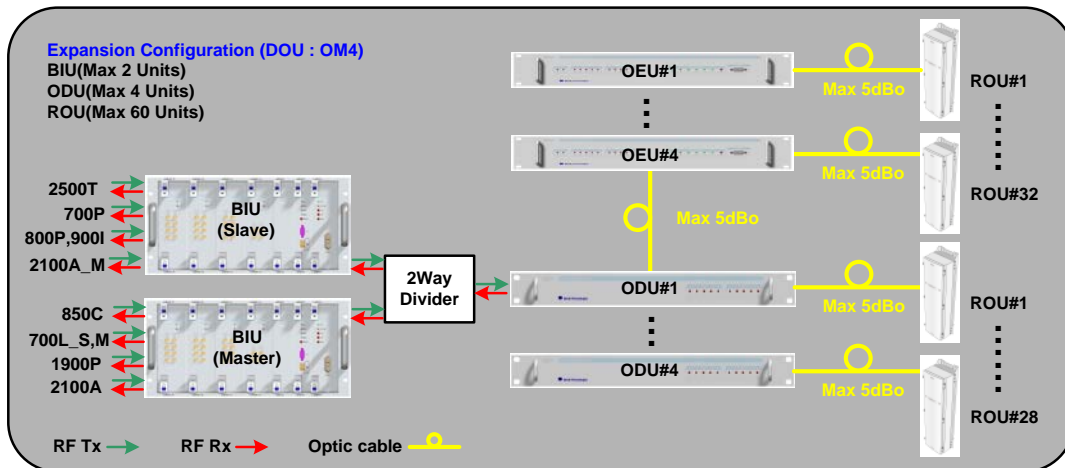 Expansion Configuration (DOU : OM4)
BIU(Max 2 Units)
ODU(Max 4 Units)
ROU(Max 60 Units)
2500T
700P
800P,900I
2100A_M
BIU
(Slave)
850C
700L_S,M
1900P
2100A
BIU
(Master)
2Way
Divider
OEU#1
Max 5dBo
ROU#1
OEU#4
Max 5dBo
ROU#32
Max 5dBo
ODU#1
Max 5dBo
ROU#1
ODU#4
Max 5dBo
ROU#28
RF Tx
RF Rx
Optic cable